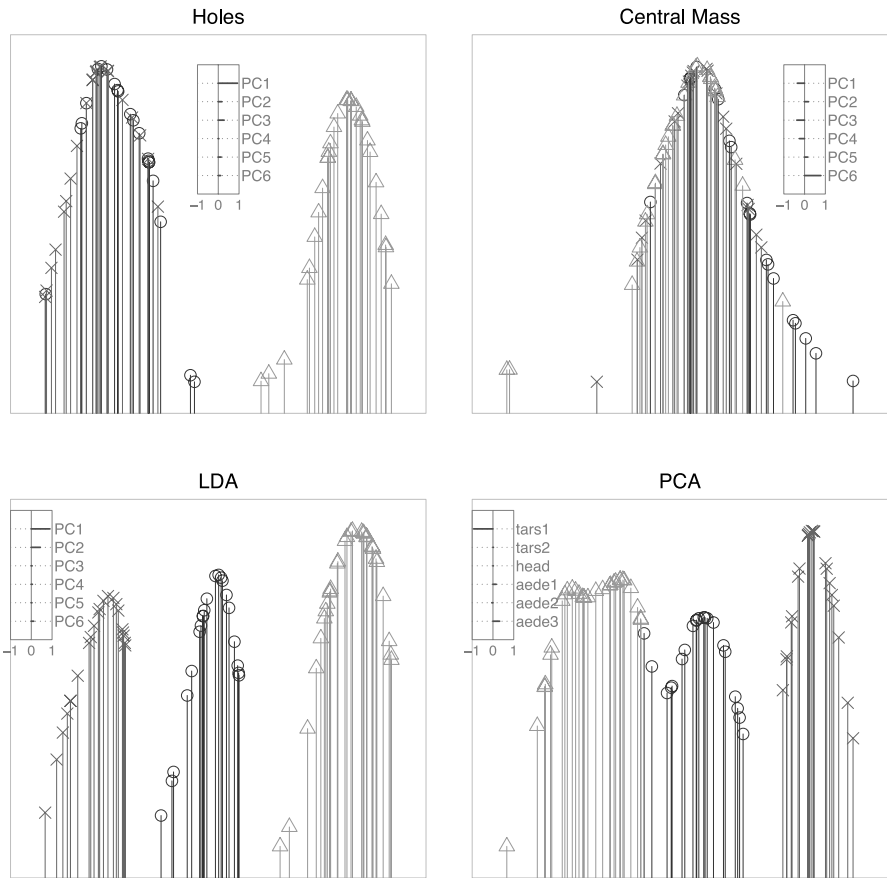 Holes
PC1
PC2
PC3
PC4
PC5
PC6
−1 0 1
Central Mass
PC1
PC2
PC3
PC4
PC5
PC6
−1 0 1
LDA
PC1
PC2
PC3
PC4
PC5
PC6
−1 0 1
PCA
tars1
tars2
head
aede1
aede2
aede3
−1 0 1